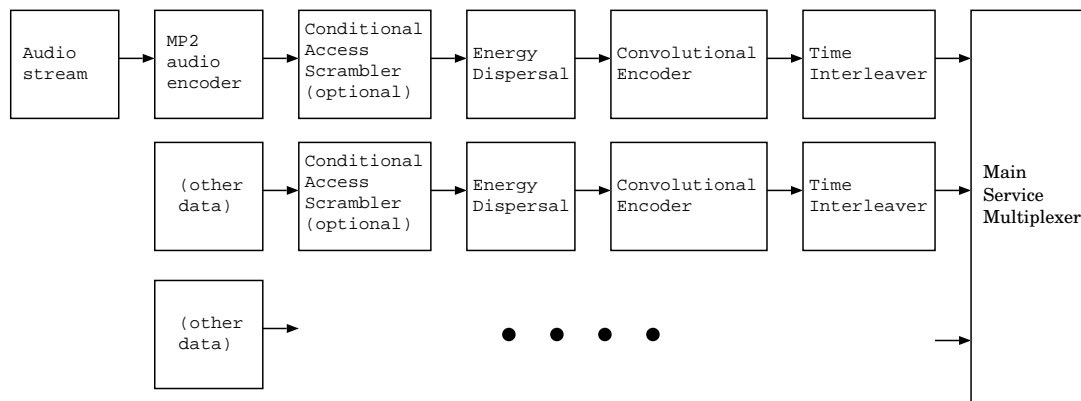 Audio
stream
MP2
audio
encoder
Conditional
Access
Scrambler
(optional)
Energy
Dispersal
Convolutional
Encoder
Time
Interleaver
(other
data)
Conditional
Access
Scrambler
(optional)
Energy
Dispersal
Convolutional
Encoder
Time
Interleaver
Main
Service
Multiplexer
(other
data)